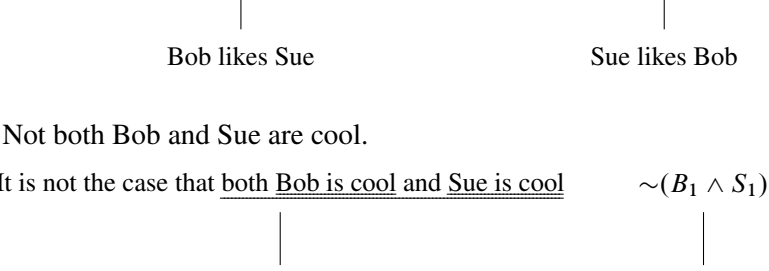 Bob likes Sue Sue likes Bob
Not both Bob and Sue are cool.
It is not the case that both Bob is cool and Sue is cool ∼(B₁ ∧ S₁)